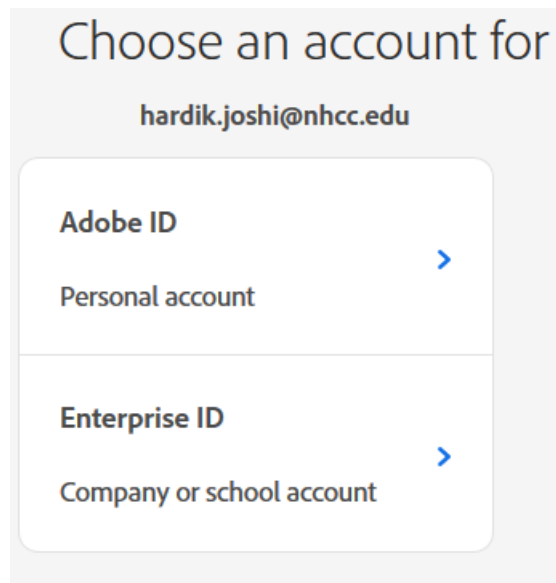 Choose an account for
hardik.joshi@nhcc.edu
Adobe ID
Personal account
Enterprise ID
Company or school account